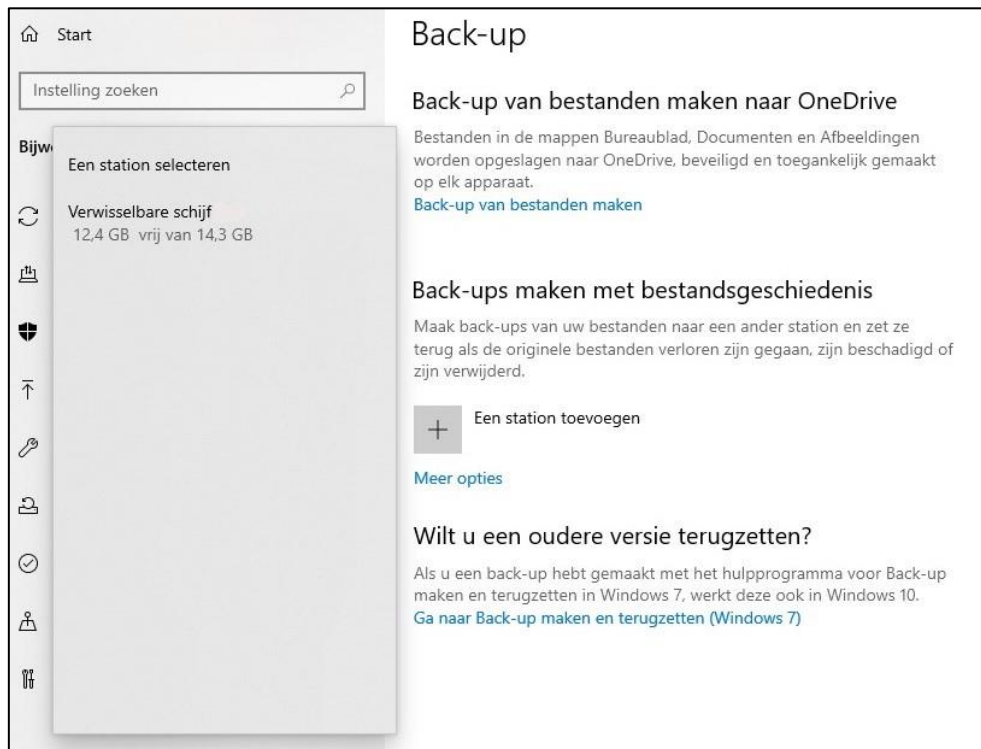 Start
Instelling zoeken
Bijw
Een station selecteren
Verwisselbare schijf
12,4 GB vrij van 14,3 GB
Back-up
Back-up van bestanden maken naar OneDrive
Bestanden in de mappen Bureaublad, Documenten en Afbeeldingen
worden opgeslagen naar OneDrive, beveiligd en toegankelijk gemaakt
op elk apparaat.
Back-up van bestanden maken
Back-ups maken met bestandsgeschiedenis
Maak back-ups van uw bestanden naar een ander station en zet ze
terug als de originele bestanden verloren zijn gegaan, zijn beschadigd of
zijn verwijderd.
Een station toevoegen
Meer opties
Wilt u een oudere versie terugzetten?
Als u een back-up hebt gemaakt met het hulpprogramma voor Back-up
maken en terugzetten in Windows 7, werkt deze ook in Windows 10.
Ga naar Back-up maken en terugzetten (Windows 7)